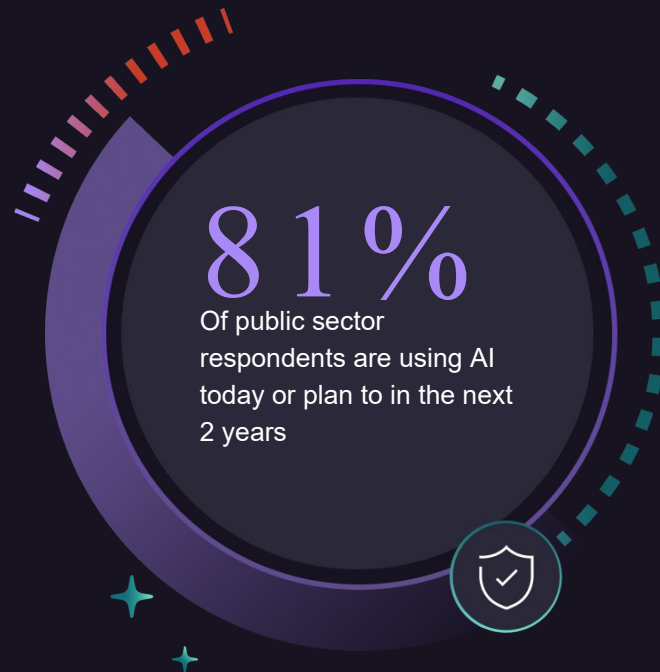 81%
Of public sector
respondents are using AI
today or plan to in the next
2 years